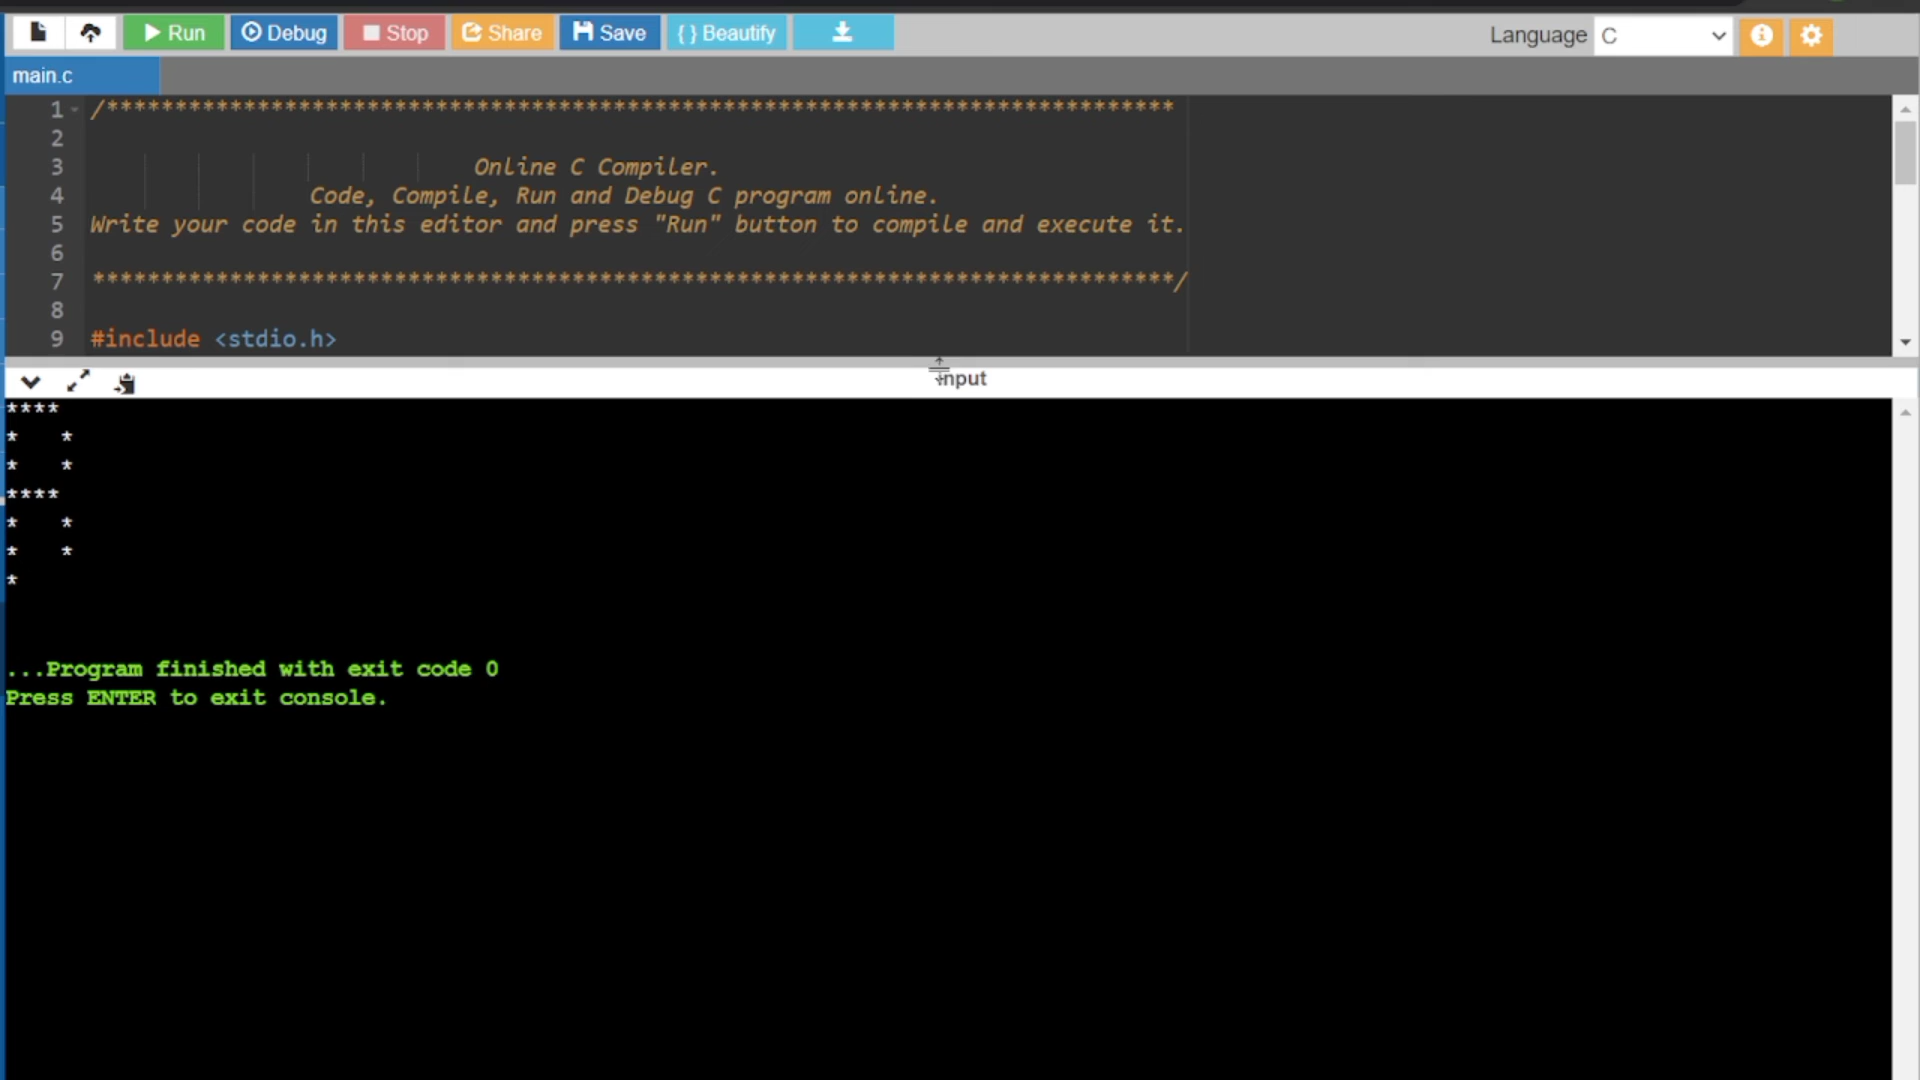 Run Debug Stop Share Save { } Beautify Language C
main.c
1 /******************************************************************************
2
3 Online C Compiler.
4 Code, Compile, Run and Debug C program online.
5 Write your code in this editor and press "Run" button to compile and execute it.
6
7 *******************************************************************************/
8
9 #include <stdio.h>
input
****
*   *
*   *
****
*   *
*   *
*
...Program finished with exit code 0
Press ENTER to exit console.